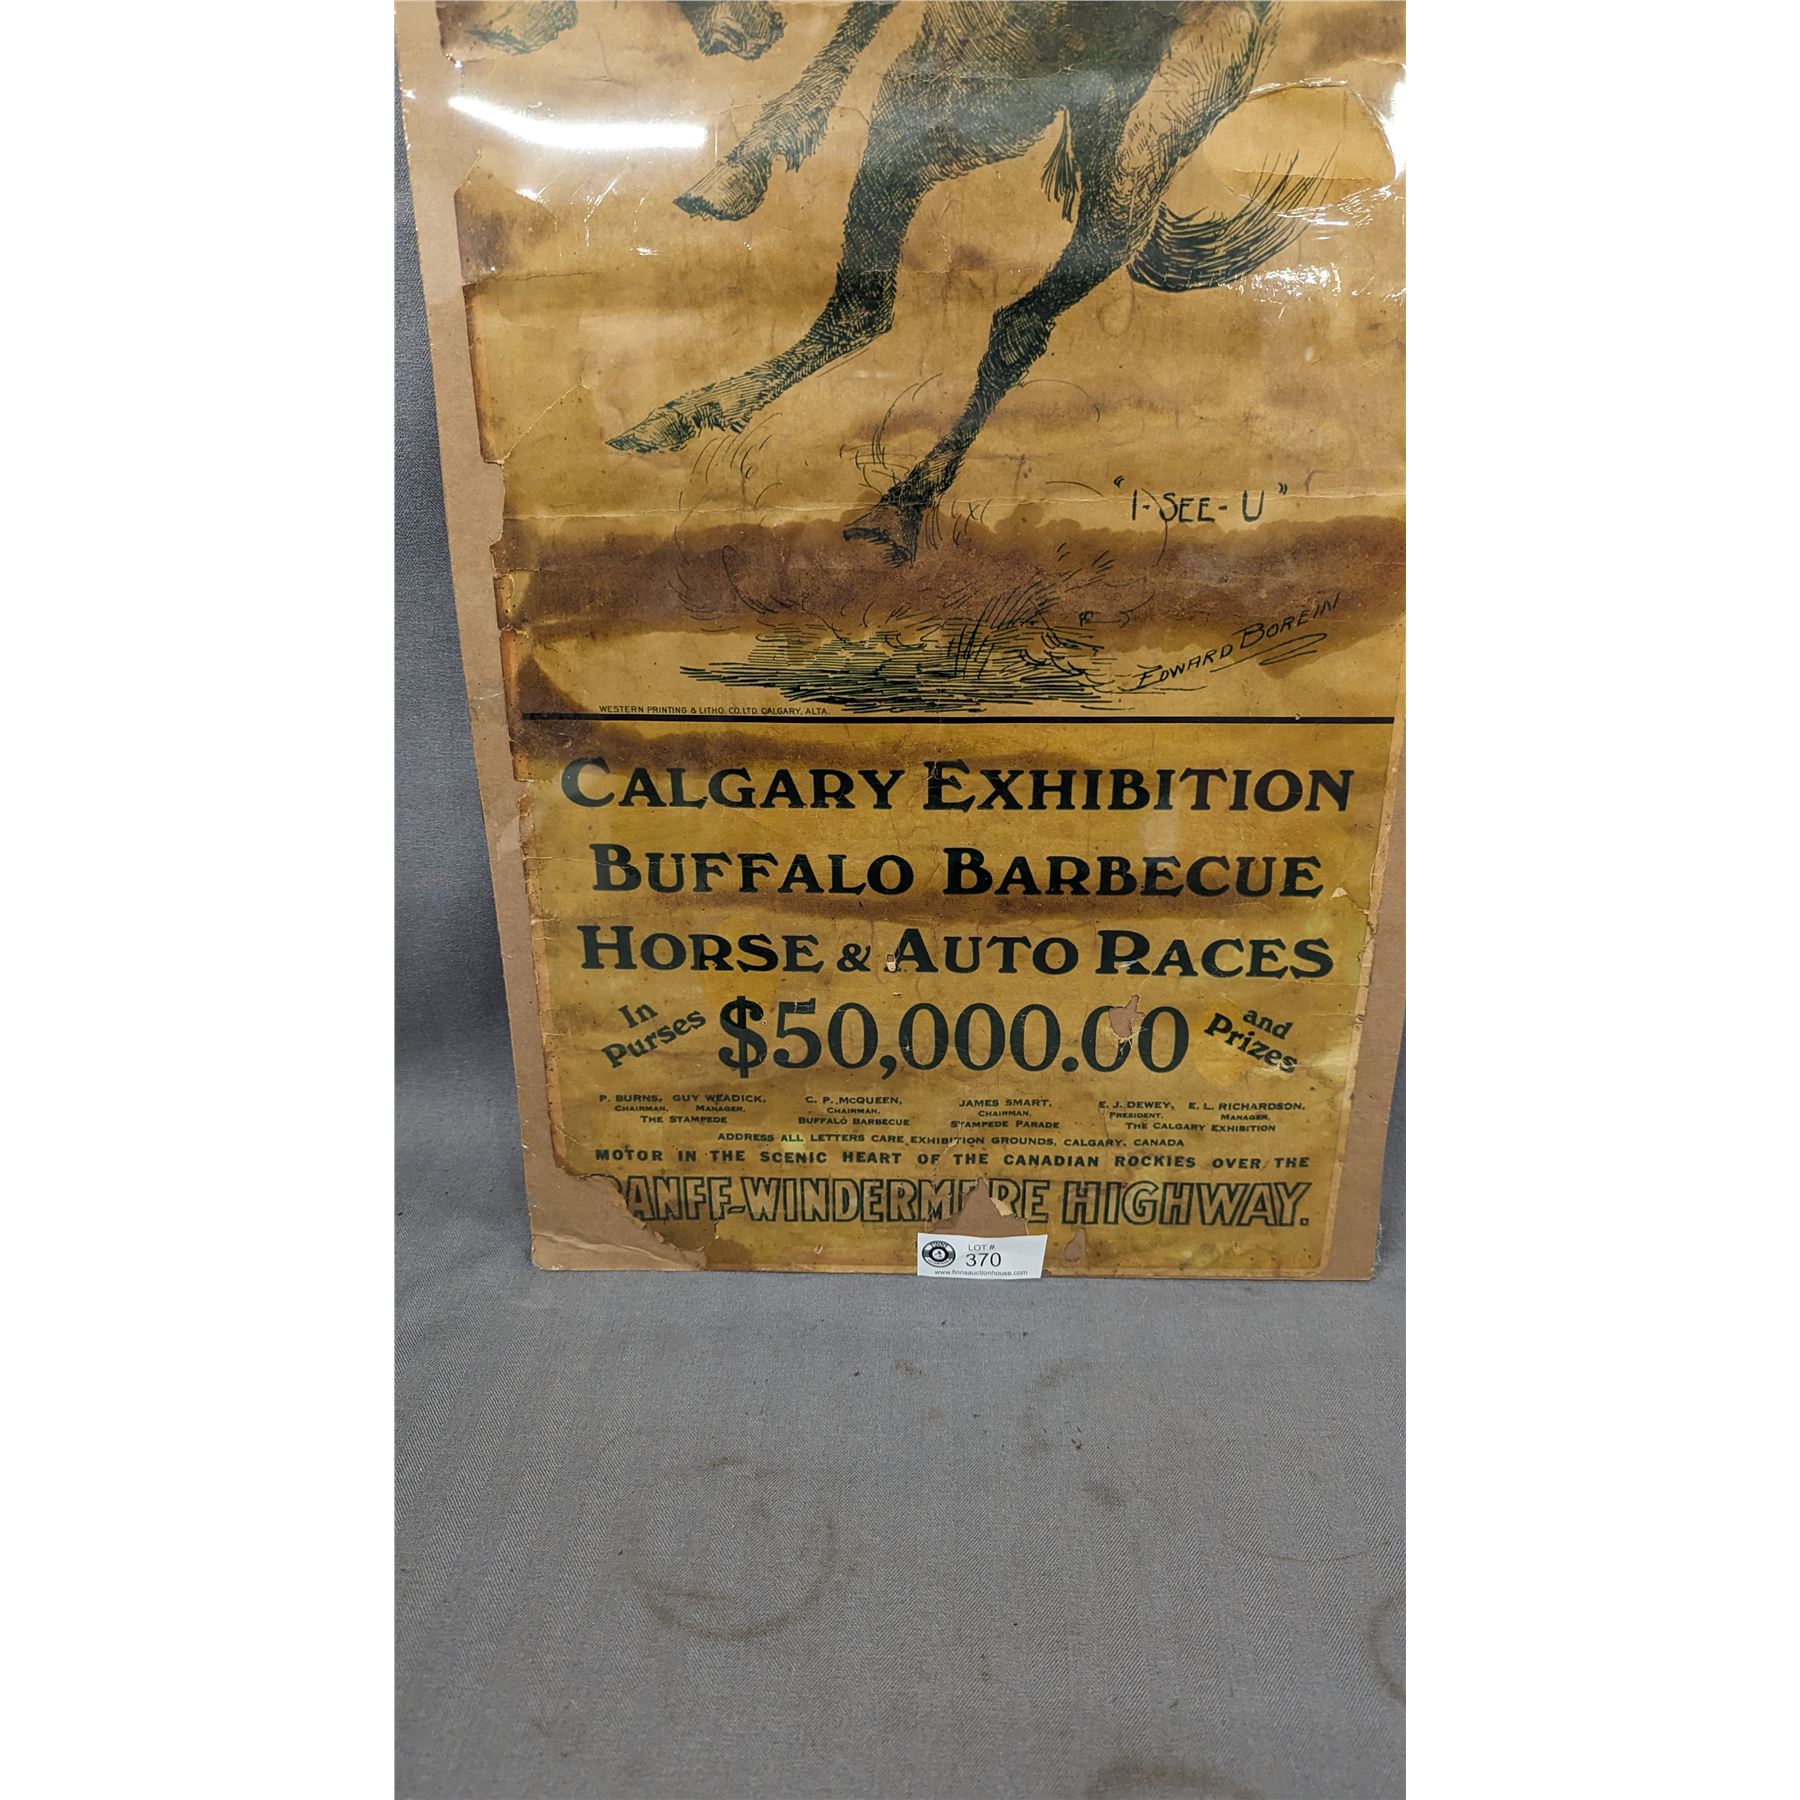 "I-SEE-U"
EDWARD BOREIN
WESTERN PRINTING & LITHO. CO.LTD. CALGARY, ALTA.
CALGARY EXHIBITION
BUFFALO BARBECUE
HORSE & AUTO RACES
In Purses $50,000.00 and Prizes
P. BURNS, GUY WEADICK, C. P. McQUEEN, JAMES SMART, E. J. DEWEY, E. L. RICHARDSON,
CHAIRMAN, MANAGER, CHAIRMAN, CHAIRMAN, PRESIDENT, MANAGER,
THE STAMPEDE BUFFALO BARBECUE STAMPEDE PARADE THE CALGARY EXHIBITION
ADDRESS ALL LETTERS CARE EXHIBITION GROUNDS, CALGARY, CANADA
MOTOR IN THE SCENIC HEART OF THE CANADIAN ROCKIES OVER THE
BANFF-WINDERMERE HIGHWAY.
LOT #
370
www.finnsauctionhouse.com